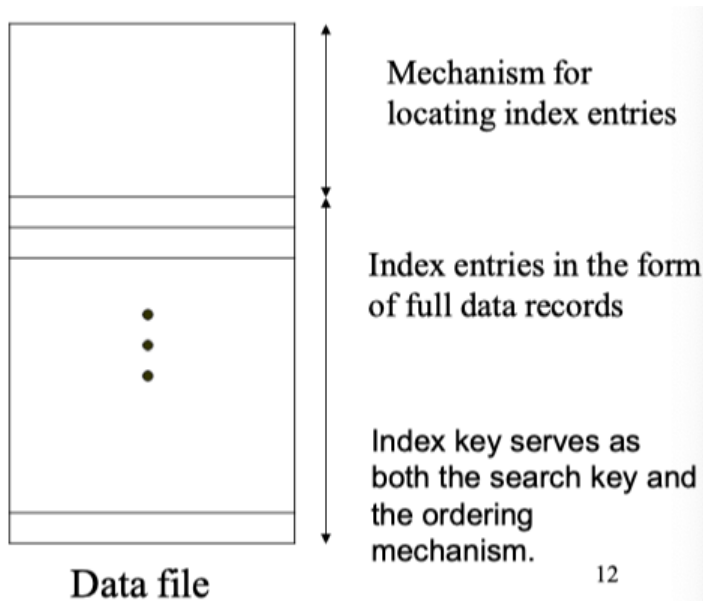 Mechanism for
locating index entries
Index entries in the form
of full data records
Index key serves as
both the search key and
the ordering
mechanism.
12
Data file